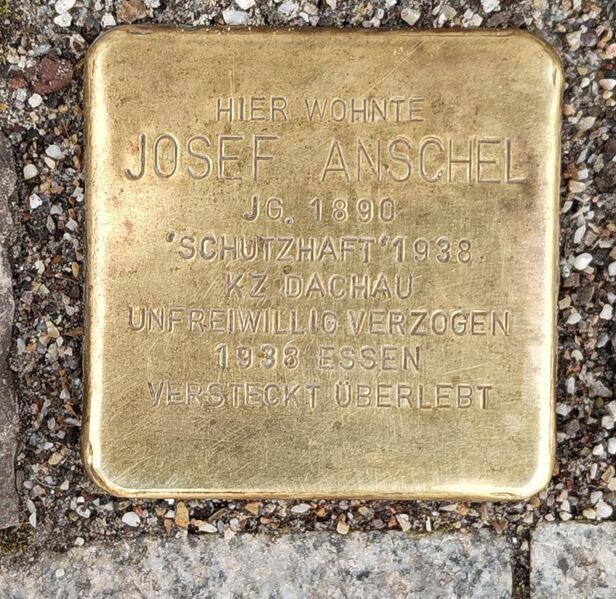 HIER WOHNTE
JOSEF ANSCHEL
JG. 1890
'SCHUTZHAFT' 1938
KZ DACHAU
UNFREIWILLIG VERZOGEN
1938 ESSEN
VERSTECKT ÜBERLEBT